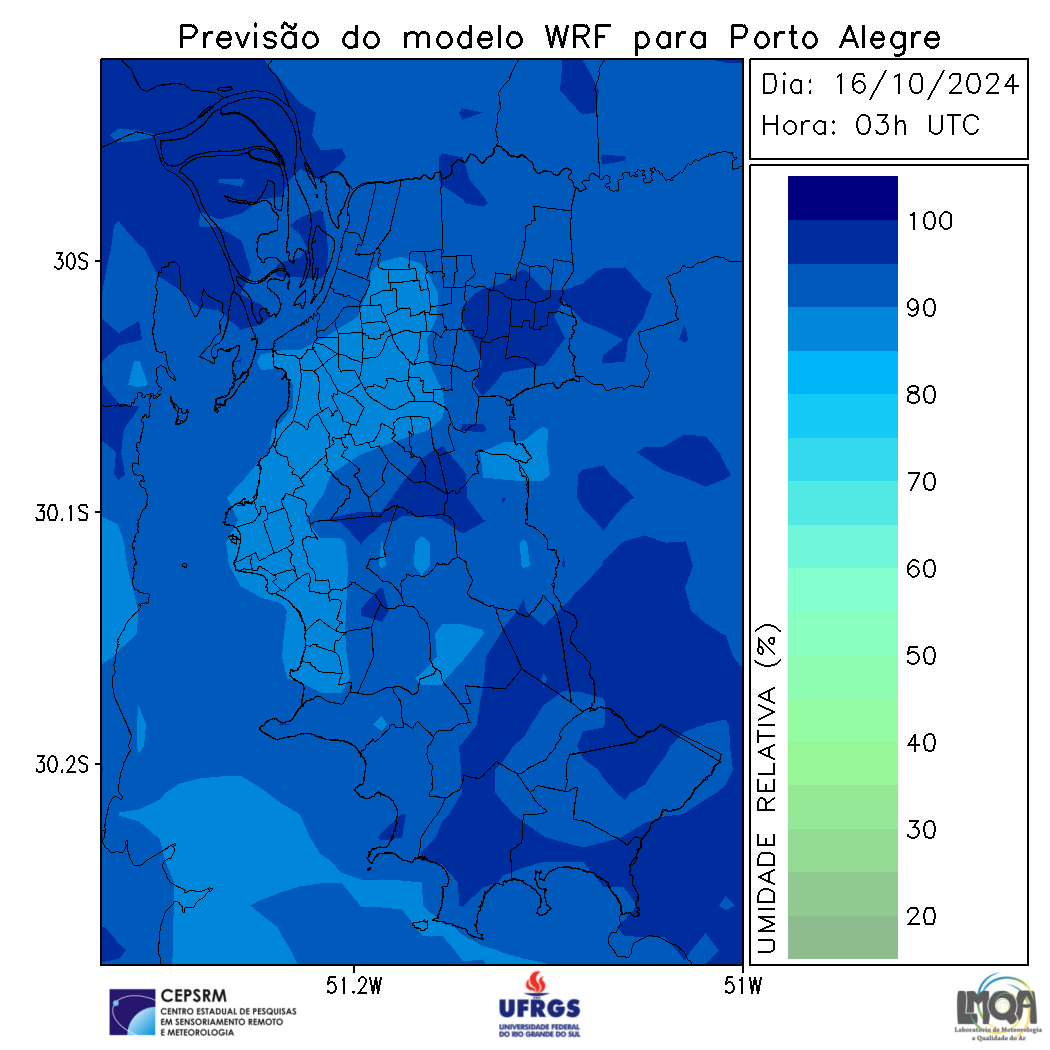 Previsão do modelo WRF para Porto Alegre
Dia: 16/10/2024
Hora: 03h UTC
30S
30.1S
30.2S
51.2W
51W
100
90
80
70
60
50
40
30
20
UMIDADE RELATIVA (%)
CEPSRM
CENTRO ESTADUAL DE PESQUISAS
EM SENSORIAMENTO REMOTO
E METEOROLOGIA
UFRGS
UNIVERSIDADE FEDERAL
DO RIO GRANDE DO SUL
LMQA
Laboratório de Meteorologia
e Qualidade do Ar